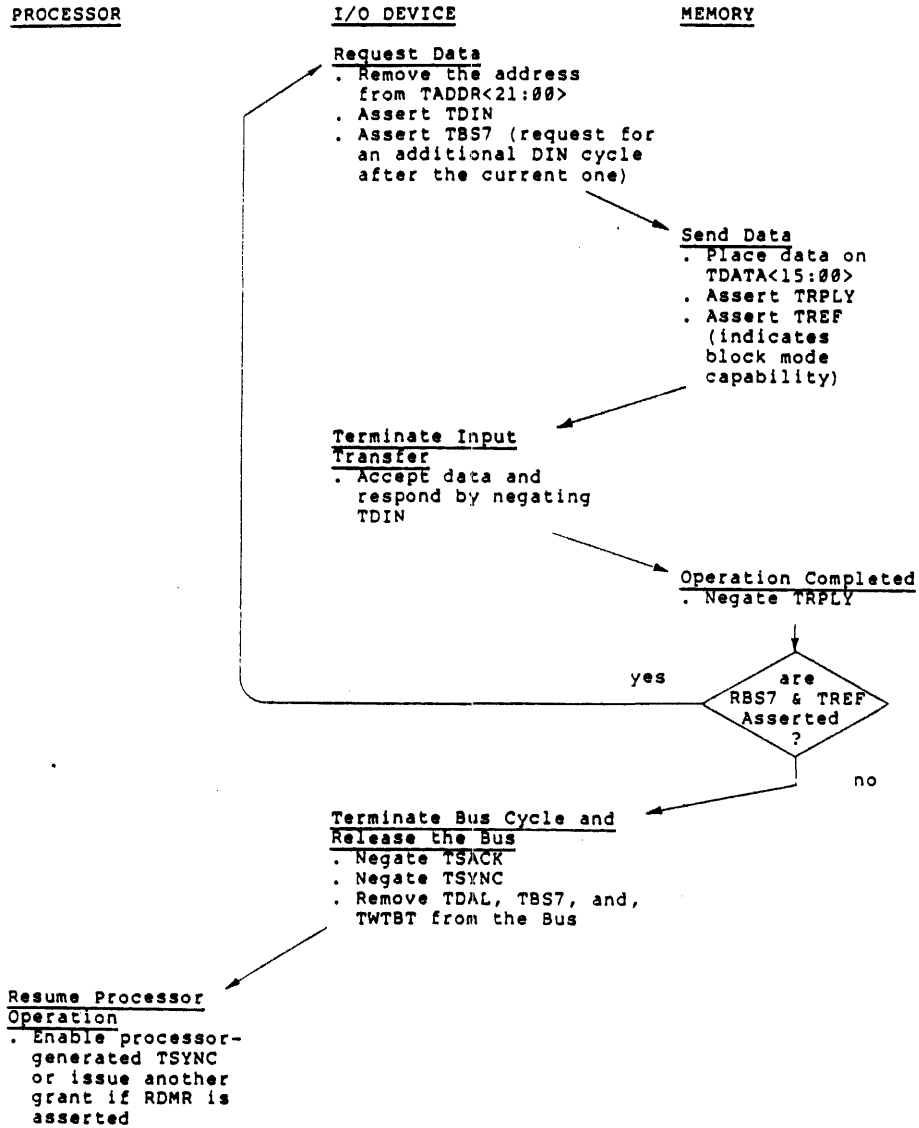 PROCESSOR
I/O DEVICE
MEMORY
Request Data
. Remove the address
from TADDR<21:00>
. Assert TDIN
. Assert TBS7 (request for
an additional DIN cycle
after the current one)
Send Data
. Place data on
TDATA<15:00>
. Assert TRPLY
. Assert TREF
(indicates
block mode
capability)
Terminate Input
Transfer
. Accept data and
respond by negating
TDIN
Operation Completed
. Negate TRPLY
are
RBS7 & TREF
Asserted
?
yes
no
Terminate Bus Cycle and
Release the Bus
. Negate TSACK
. Negate TSYNC
. Remove TDAL, TBS7, and,
TWTBT from the Bus
Resume Processor
Operation
. Enable processor-
generated TSYNC
or issue another
grant if RDMR is
asserted